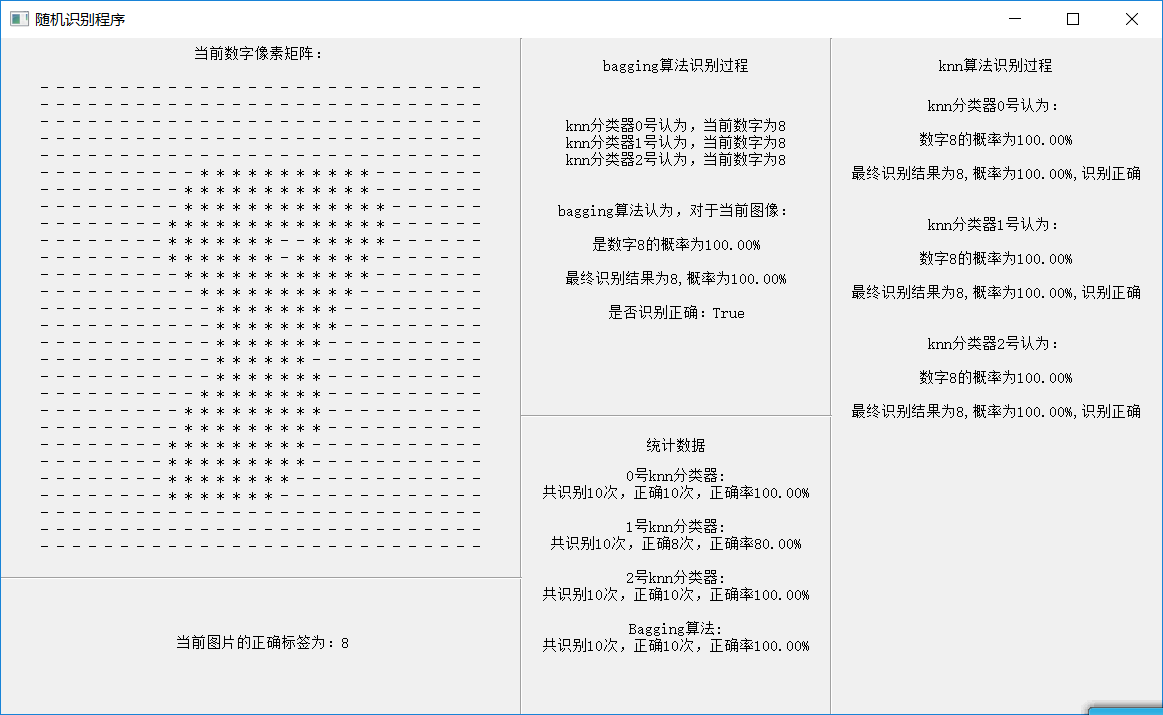 随机识别程序
当前数字像素矩阵：
- - - - - - - - - - - - - - - - - - - - - - - - - - - -
- - - - - - - - - - - - - - - - - - - - - - - - - - - -
- - - - - - - - - - - - - - - - - - - - - - - - - - - -
- - - - - - - - - - - - - - - - - - - - - - - - - - - -
- - - - - - - - - - - - - - - - - - - - - - - - - - - -
- - - - - - - - - - * * * * * * * * * * * - - - - - - -
- - - - - - - - - * * * * * * * * * * * * - - - - - - -
- - - - - - - - - * * * * * * * * * * * * * - - - - - -
- - - - - - - - * * * * * * * * * * * * * * - - - - - -
- - - - - - - - * * * * * * * - - * * * * * - - - - - -
- - - - - - - - * * * * * * * - * * * * * - - - - - - -
- - - - - - - - - * * * * * * * * * * * * - - - - - - -
- - - - - - - - - - * * * * * * * * * * - - - - - - - -
- - - - - - - - - - - * * * * * * * * - - - - - - - - -
- - - - - - - - - - - * * * * * * * * - - - - - - - - -
- - - - - - - - - - - * * * * * * * - - - - - - - - - -
- - - - - - - - - - - * * * * * * - - - - - - - - - - -
- - - - - - - - - - - * * * * * * * - - - - - - - - - -
- - - - - - - - - - * * * * * * * * - - - - - - - - - -
- - - - - - - - - * * * * * * * * * - - - - - - - - - -
- - - - - - - - - * * * * * * * * * - - - - - - - - - -
- - - - - - - - * * * * * * * * * - - - - - - - - - - -
- - - - - - - - * * * * * * * * * - - - - - - - - - - -
- - - - - - - - * * * * * * * * - - - - - - - - - - - -
- - - - - - - - * * * * * * * - - - - - - - - - - - - -
- - - - - - - - - - - - - - - - - - - - - - - - - - - -
- - - - - - - - - - - - - - - - - - - - - - - - - - - -
- - - - - - - - - - - - - - - - - - - - - - - - - - - -
当前图片的正确标签为：8
bagging算法识别过程
knn分类器0号认为，当前数字为8
knn分类器1号认为，当前数字为8
knn分类器2号认为，当前数字为8
bagging算法认为，对于当前图像：
是数字8的概率为100.00%
最终识别结果为8,概率为100.00%
是否识别正确：True
统计数据
0号knn分类器:
共识别10次，正确10次，正确率100.00%
1号knn分类器:
共识别10次，正确8次，正确率80.00%
2号knn分类器:
共识别10次，正确10次，正确率100.00%
Bagging算法:
共识别10次，正确10次，正确率100.00%
knn算法识别过程
knn分类器0号认为：
数字8的概率为100.00%
最终识别结果为8,概率为100.00%,识别正确
knn分类器1号认为：
数字8的概率为100.00%
最终识别结果为8,概率为100.00%,识别正确
knn分类器2号认为：
数字8的概率为100.00%
最终识别结果为8,概率为100.00%,识别正确